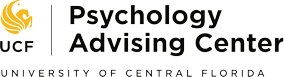 UCF
Psychology
Advising Center
UNIVERSITY OF CENTRAL FLORIDA